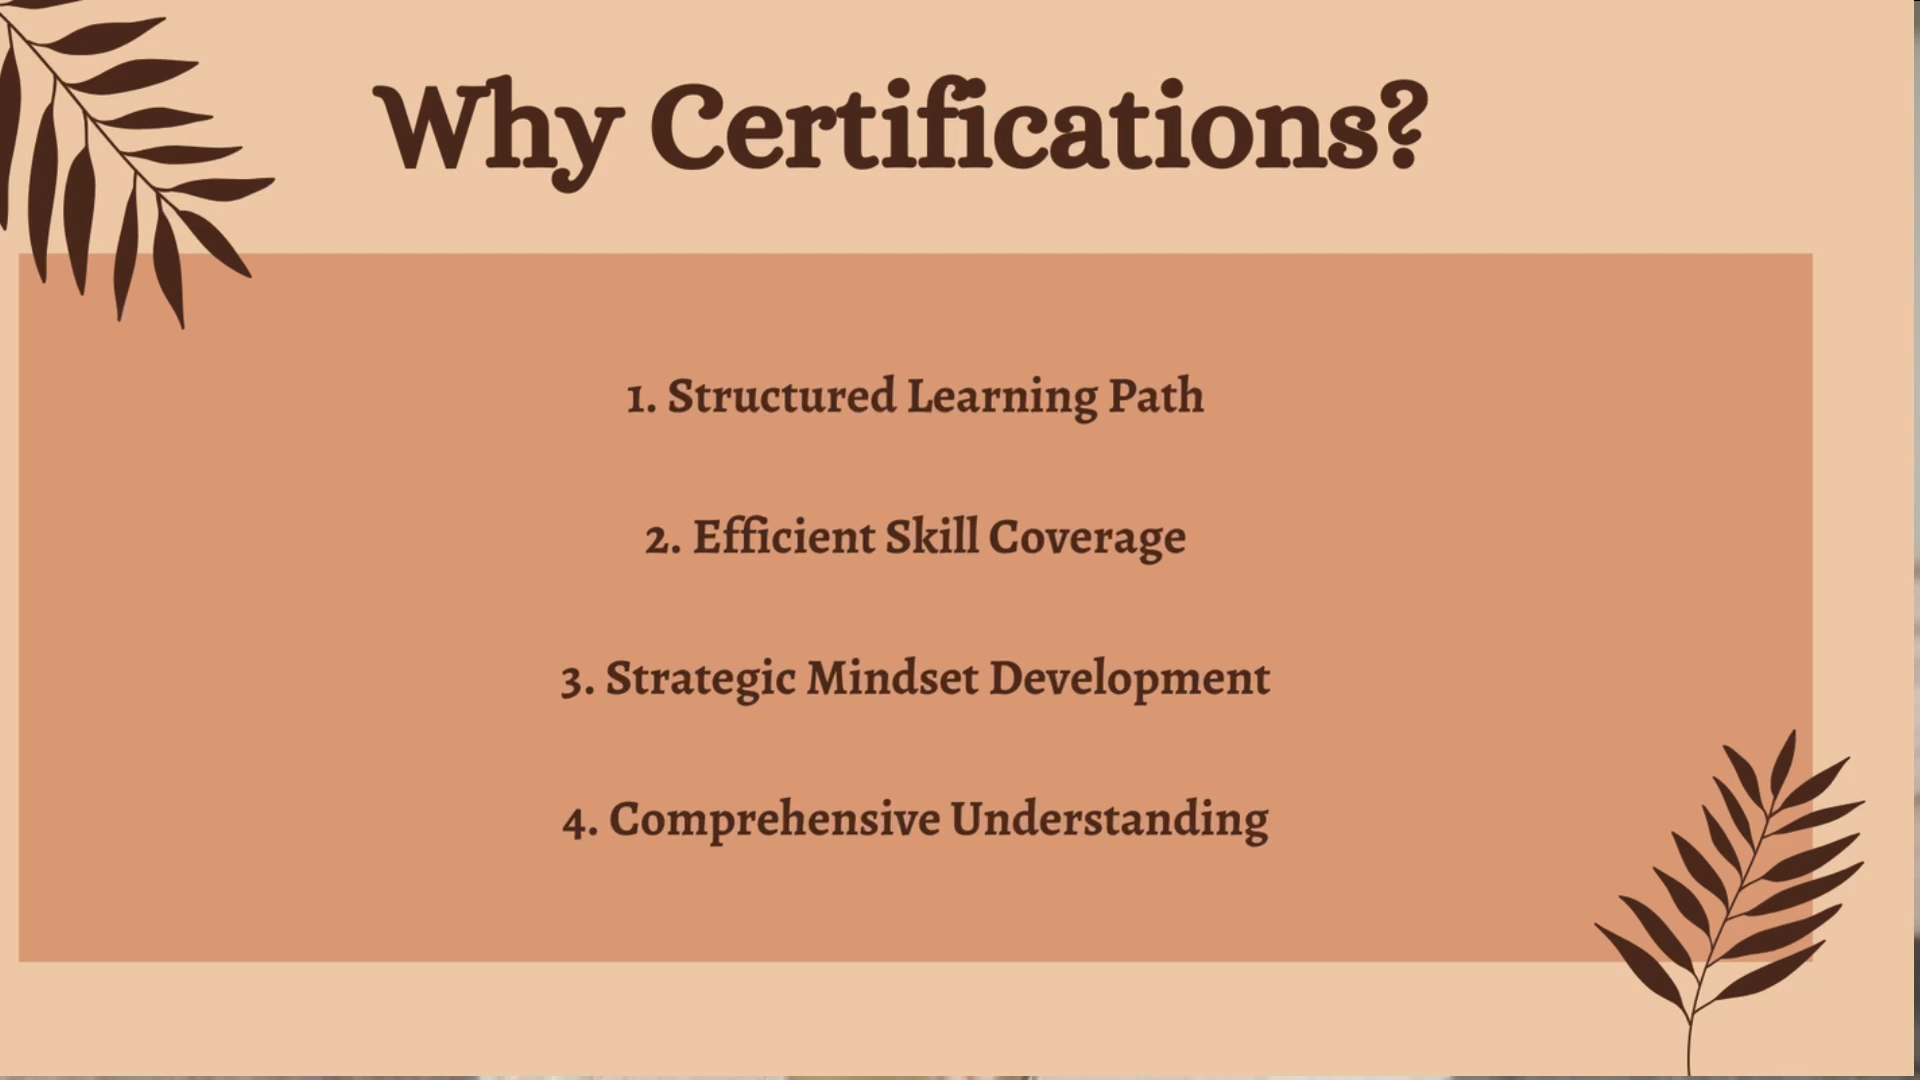 Why Certifications?
1. Structured Learning Path
2. Efficient Skill Coverage
3. Strategic Mindset Development
4. Comprehensive Understanding